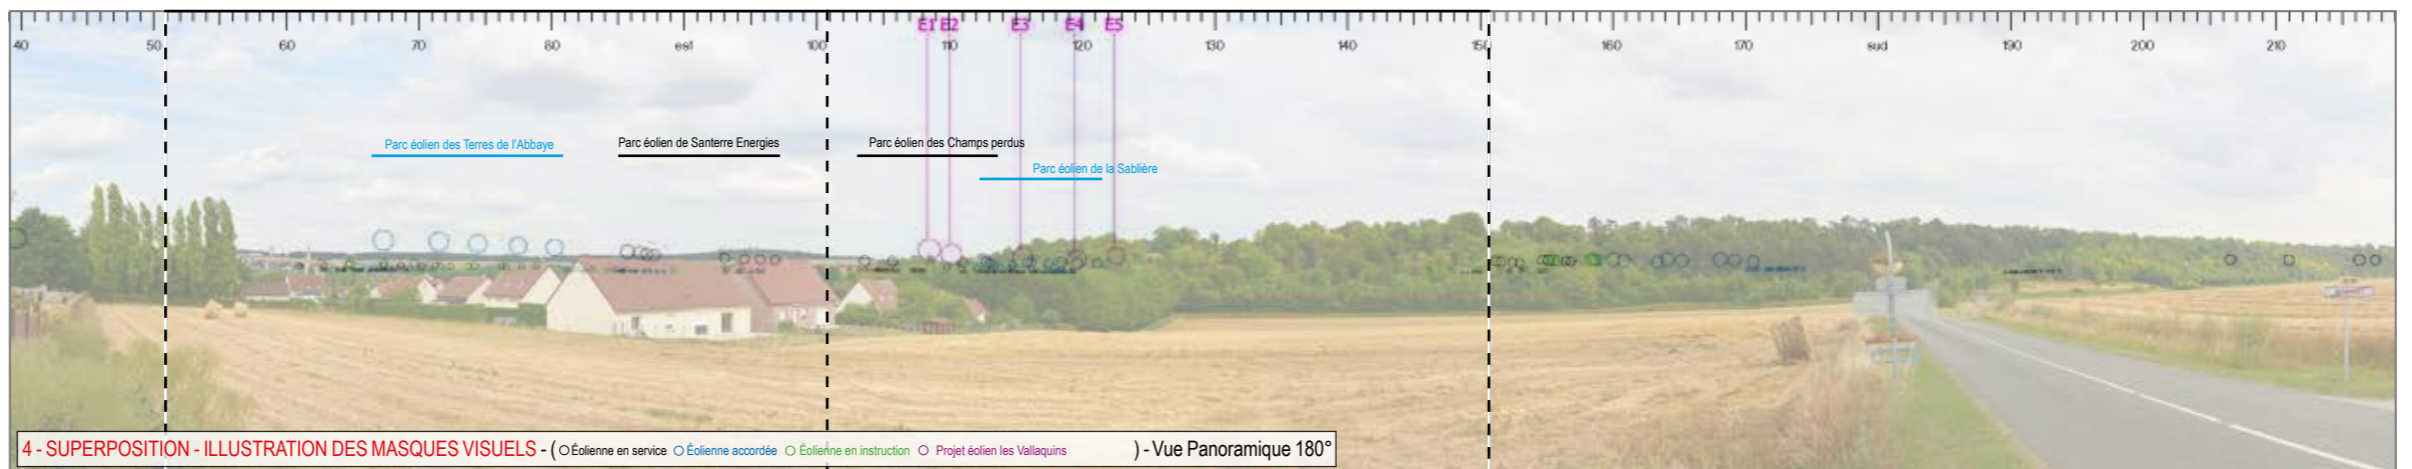 40 50 60 70 80 est 100 110 120 130 140 150 160 170 sud 190 200 210
E1 E2 E3 E4 E5
Parc éolien des Terres de l'Abbaye
Parc éolien de Santerre Energies
Parc éolien des Champs perdus
Parc éolien de la Sablière
4 - SUPERPOSITION - ILLUSTRATION DES MASQUES VISUELS - ( Éolienne en service Éolienne accordée Éolienne en instruction Projet éolien les Vallaquins ) - Vue Panoramique 180°